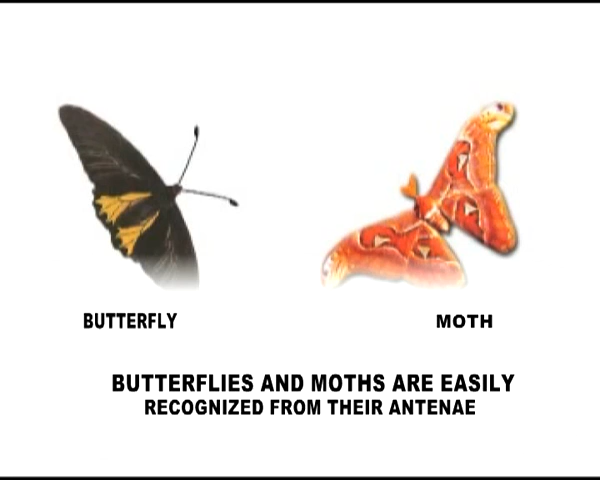 BUTTERFLY
MOTH
BUTTERFLIES AND MOTHS ARE EASILY
RECOGNIZED FROM THEIR ANTENAE